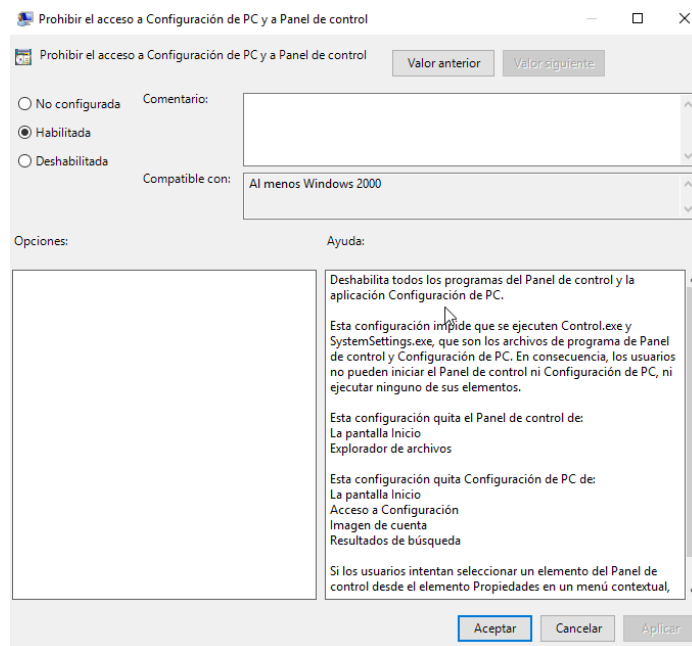 Prohibir el acceso a Configuración de PC y a Panel de control
Prohibir el acceso a Configuración de PC y a Panel de control
Valor anterior
Valor siguiente
No configurada
Habilitada
Deshabilitada
Comentario:
Compatible con:
Al menos Windows 2000
Opciones:
Ayuda:
Deshabilita todos los programas del Panel de control y la
aplicación Configuración de PC.
Esta configuración impide que se ejecuten Control.exe y
SystemSettings.exe, que son los archivos de programa de Panel
de control y Configuración de PC. En consecuencia, los usuarios
no pueden iniciar el Panel de control ni Configuración de PC, ni
ejecutar ninguno de sus elementos.
Esta configuración quita el Panel de control de:
La pantalla Inicio
Explorador de archivos
Esta configuración quita Configuración de PC de:
La pantalla Inicio
Acceso a Configuración
Imagen de cuenta
Resultados de búsqueda
Si los usuarios intentan seleccionar un elemento del Panel de
control desde el elemento Propiedades en un menú contextual,
Aceptar
Cancelar
Aplicar